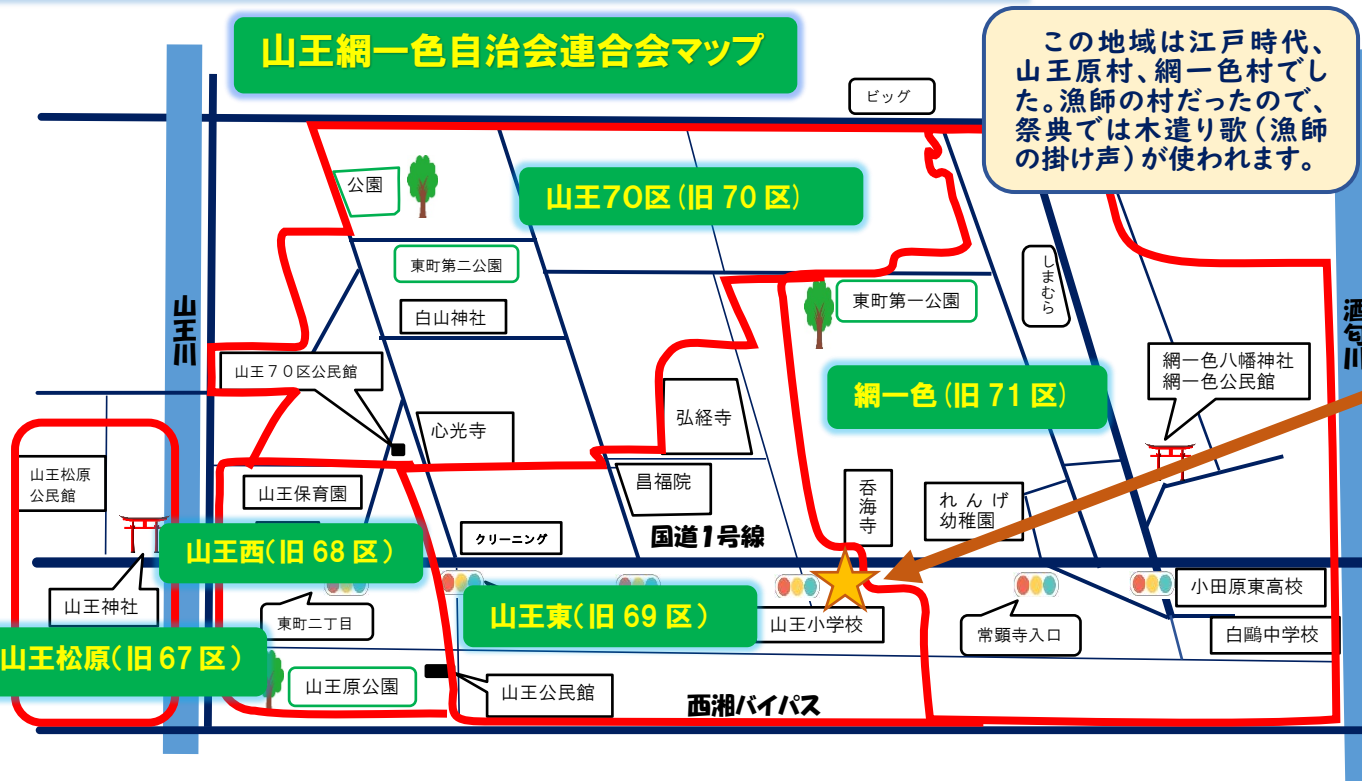 山王網一色自治会連合会マップ
この地域は江戸時代、
山王原村、網一色村でし
た。漁師の村だったので、
祭典では木遣り歌（漁師
の掛け声）が使われます。
ビッグ
公園
山王７０区（旧70区）
東町第二公園
しまむら
東町第一公園
山王川
白山神社
酒匂川
網一色八幡神社
網一色公民館
山王７０区公民館
網一色（旧71区）
弘経寺
心光寺
山王松原
公民館
山王保育園
昌福院
呑海寺
れんげ
幼稚園
クリーニング
国道1号線
山王西（旧68区）
小田原東高校
山王神社
東町二丁目
山王東（旧69区）
山王小学校
常顕寺入口
白鷗中学校
山王松原（旧67区）
山王原公園
山王公民館
西湘バイパス